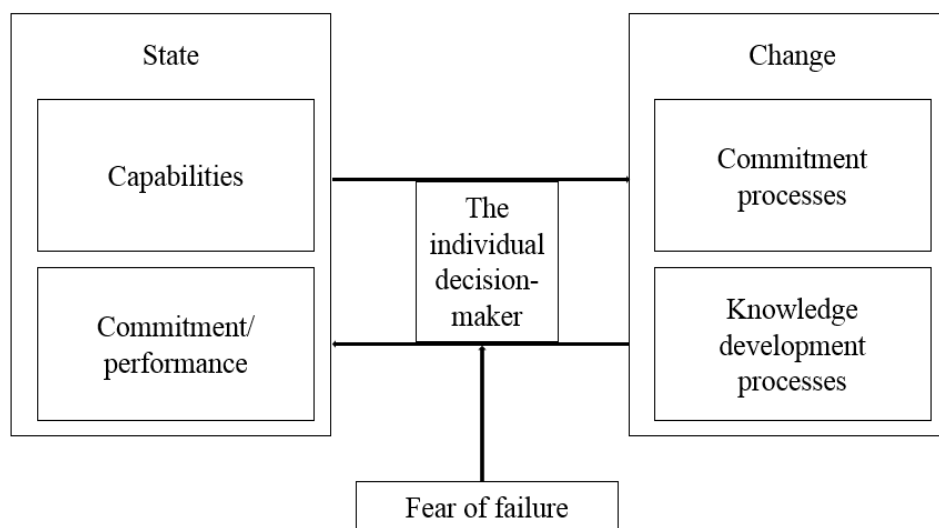 State
Capabilities
Commitment/
performance
The
individual
decision-
maker
Change
Commitment
processes
Knowledge
development
processes
Fear of failure